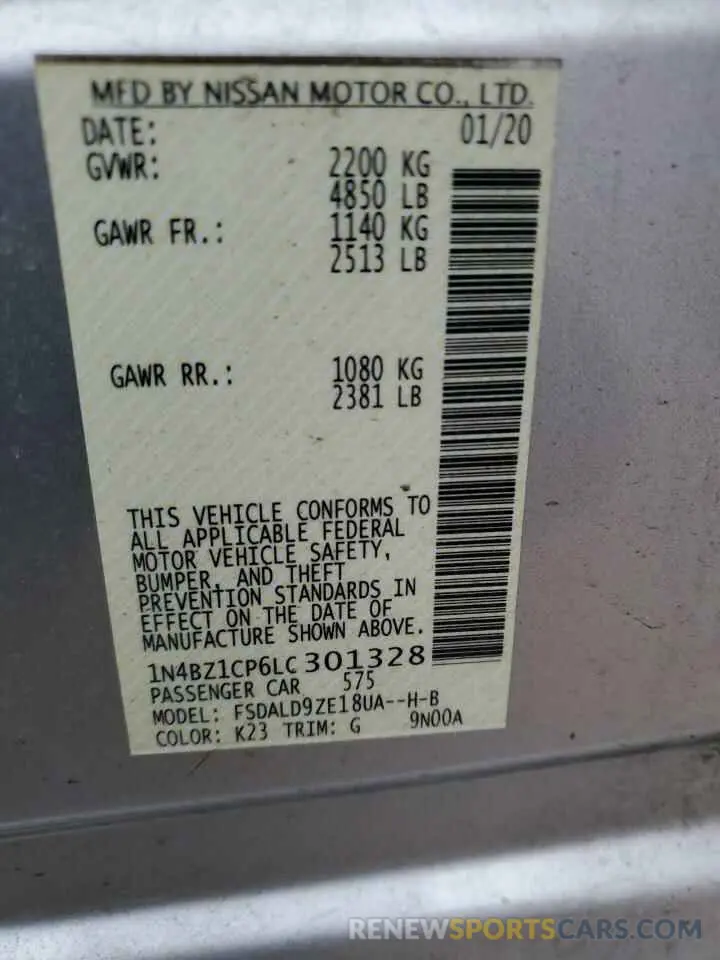 MFD BY NISSAN MOTOR CO., LTD.
DATE: 01/20
GVWR: 2200 KG
4850 LB
GAWR FR.: 1140 KG
2513 LB
GAWR RR.: 1080 KG
2381 LB
THIS VEHICLE CONFORMS TO
ALL APPLICABLE FEDERAL
MOTOR VEHICLE SAFETY,
BUMPER, AND THEFT
PREVENTION STANDARDS IN
EFFECT ON THE DATE OF
MANUFACTURE SHOWN ABOVE.
1N4BZ1CP6LC301328
PASSENGER CAR 575
MODEL: FSDALD9ZE18UA--H-B
COLOR: K23 TRIM: G 9N00A
RENEWSPORTSCAR.COM